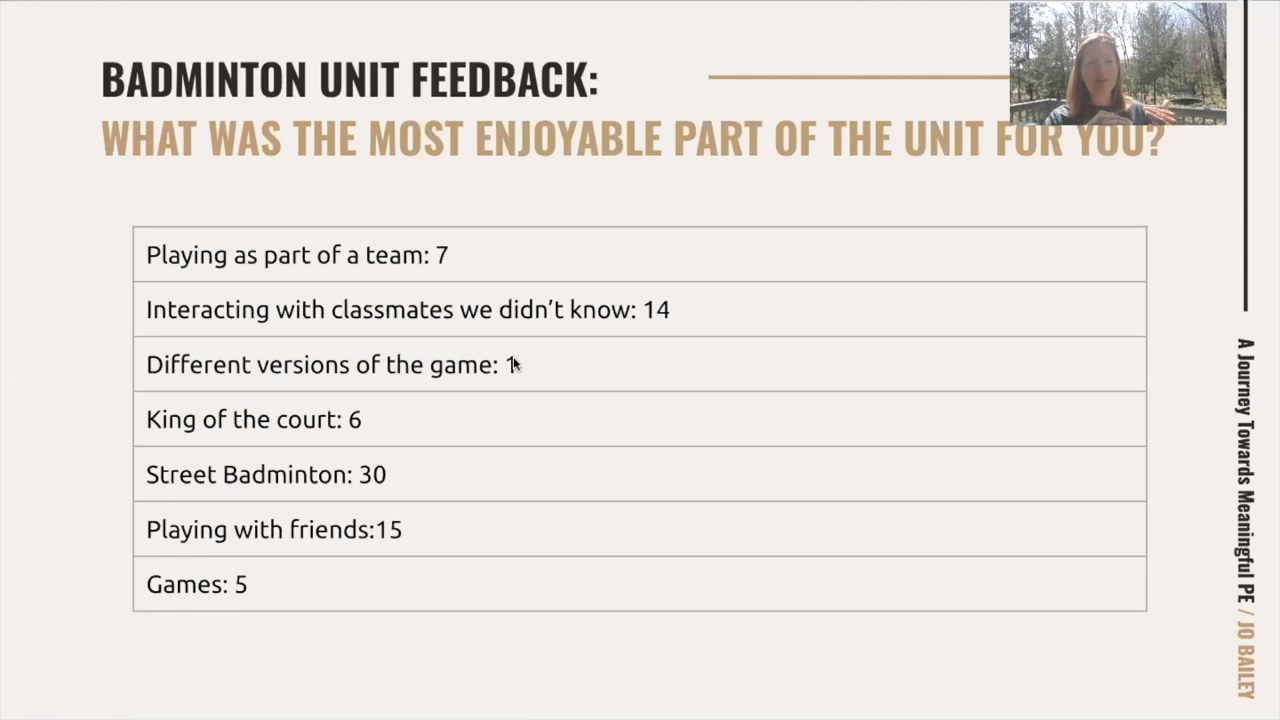 BADMINTON UNIT FEEDBACK:
WHAT WAS THE MOST ENJOYABLE PART OF THE UNIT FOR YOU?
Playing as part of a team: 7
Interacting with classmates we didn’t know: 14
Different versions of the game:
King of the court: 6
Street Badminton: 30
Playing with friends:15
Games: 5
A Journey Towards Meaningful PE / JO BAILEY